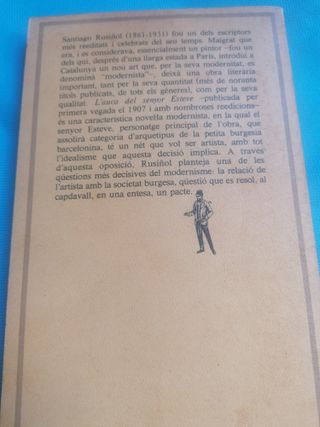 Santiago Rusiñol (1861-1931) fou un dels escriptors
més reeditats i celebrats del seu temps. Malgrat que
era, i es considerava, essencialment un pintor –fou un
dels qui, després d'una llarga estada a París, introduí a
Catalunya un nou art que, per la seva modernitat, es
denominà "modernista"–, deixà una obra literària
important, tant per la seva quantitat (més de noranta
títols publicats, de tots els gèneres), com per la seva
qualitat. L'auca del senyor Esteve –publicada per
primera vegada el 1907 i amb nombroses reedicions–
és una característica novel·la modernista, en la qual el
senyor Esteve, personatge principal de l'obra, que
assolirà categoria d'arquetipus de la petita burgesia
barcelonina, té un nét que vol ser artista, amb tot
l'idealisme que aquesta decisió implica. A través
d'aquesta oposició, Rusiñol planteja una de les
qüestions més decisives del modernisme: la relació de
l'artista amb la societat burgesa, qüestió que es resol, al
capdavall, en una entesa, un pacte.